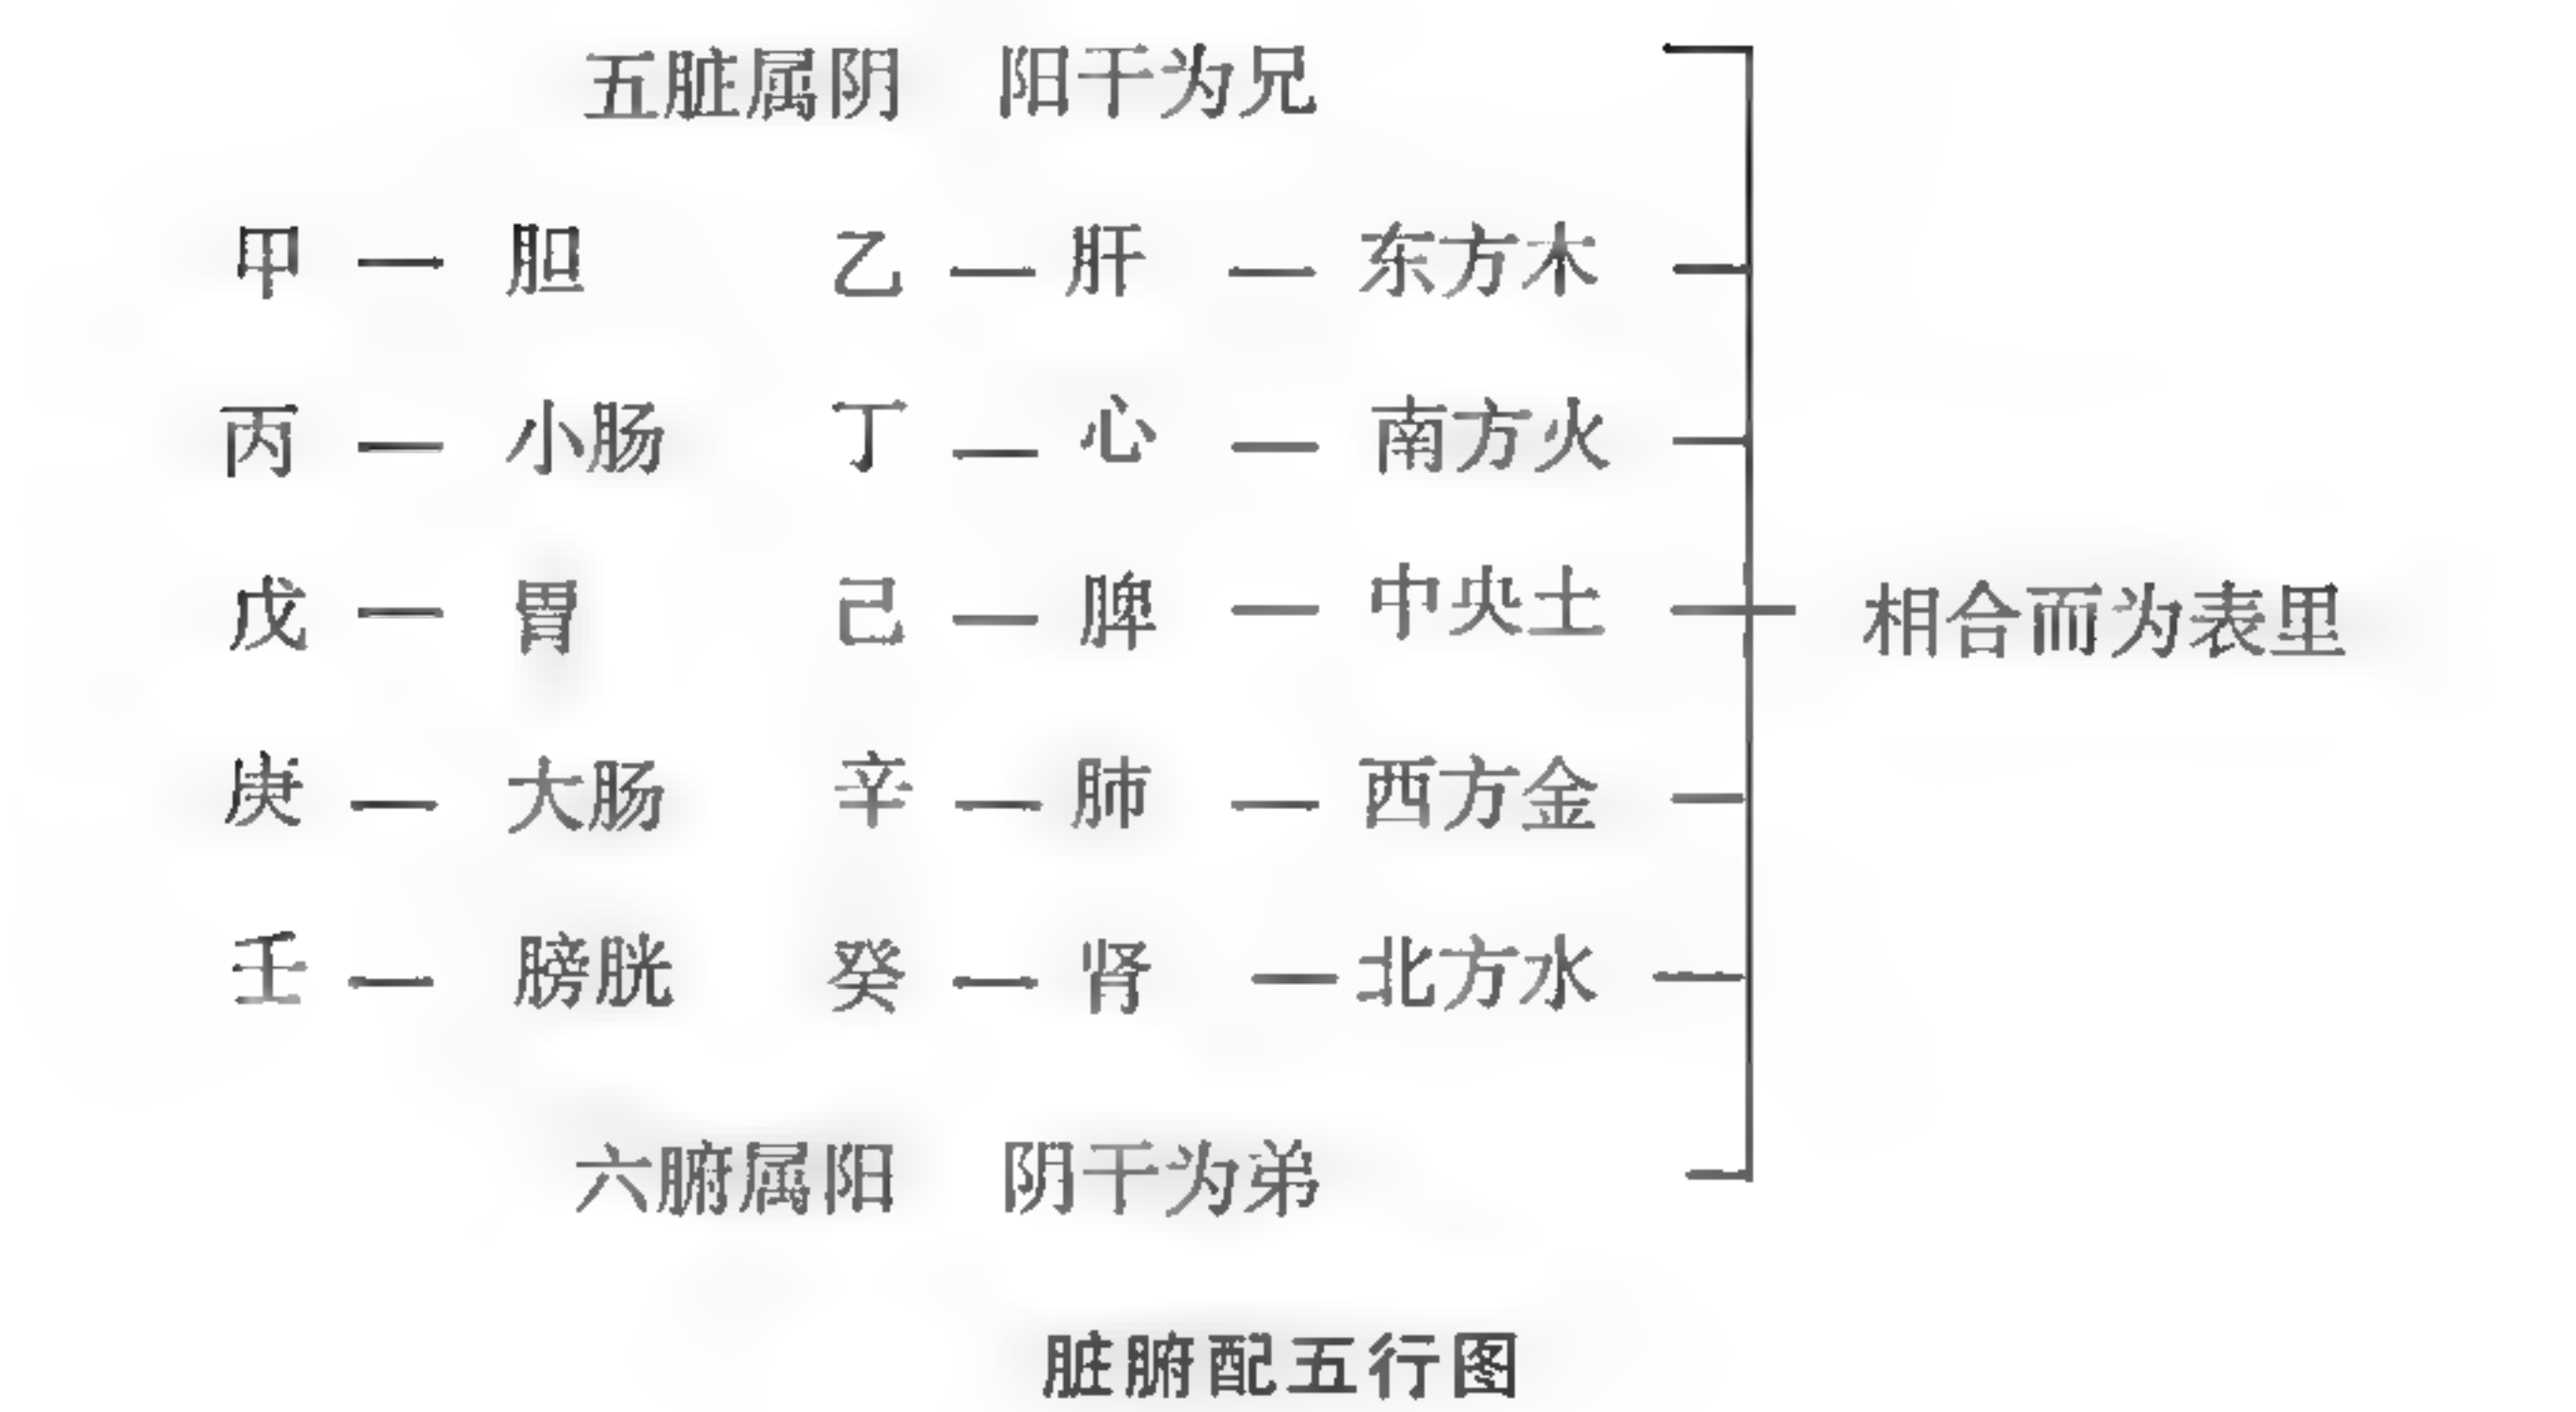 五脏属阴 阳干为兄
甲 — 胆 乙 — 肝 — 东方木
丙 — 小肠 丁 — 心 — 南方火
戊 — 胃 己 — 脾 — 中央土 — 相合而为表里
庚 — 大肠 辛 — 肺 — 西方金
壬 — 膀胱 癸 — 肾 — 北方水
六腑属阳 阴干为弟
脏腑配五行图